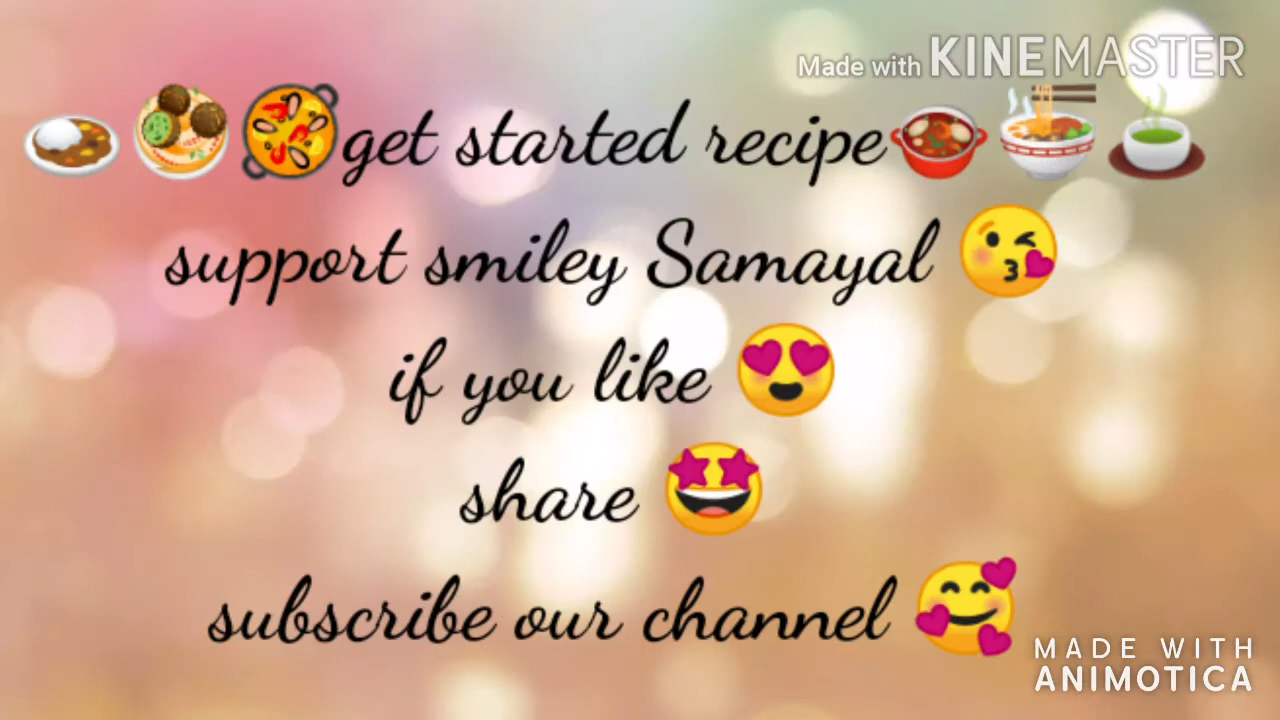 Made with KINEMASTER
🍛🧆🥘get started recipe🍲🍜🍵
support smiley Samayal 😘
if you like 😍
share 🤩
subscribe our channel 🥰
MADE WITH
ANIMOTICA